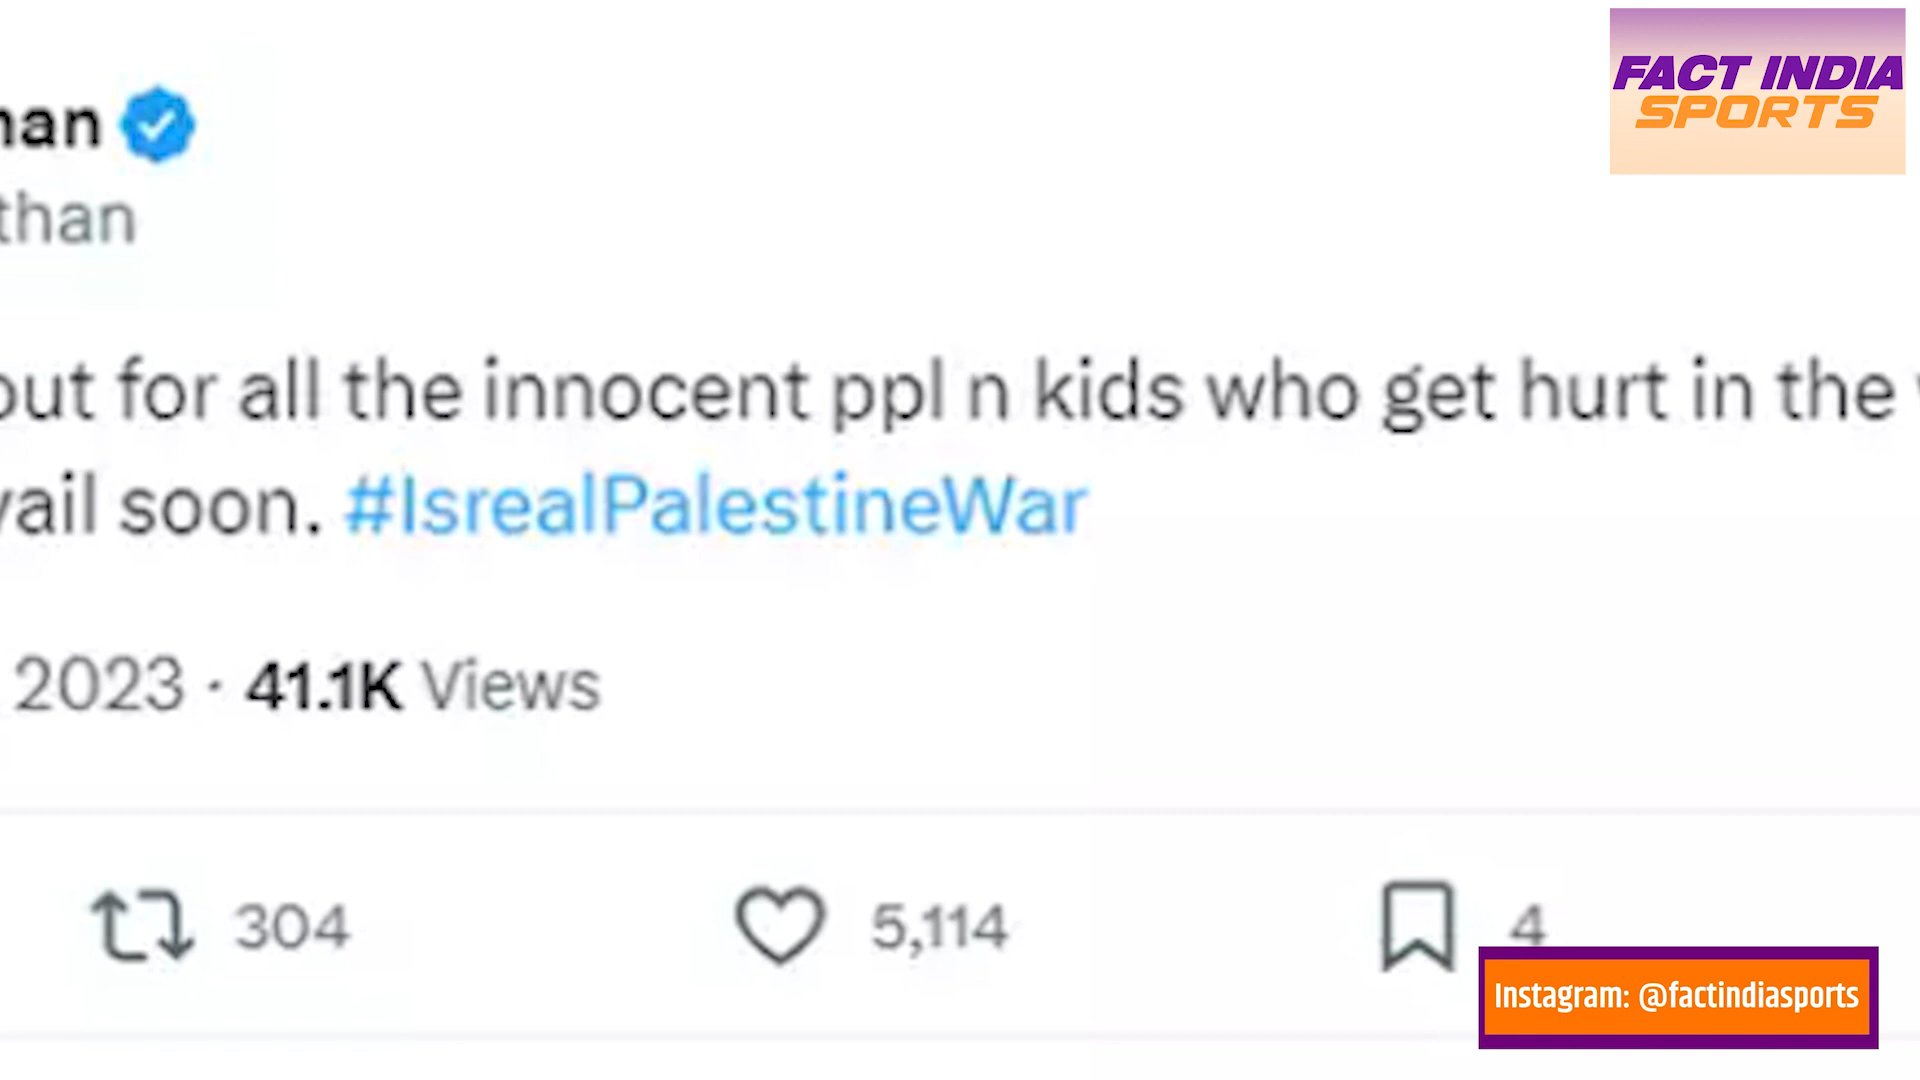 FACT INDIA
SPORTS
han
than
out for all the innocent ppl n kids who get hurt in the
vail soon. #IsrealPalestineWar
2023 · 41.1K Views
304 5,114 4
Instagram: @factindiasports